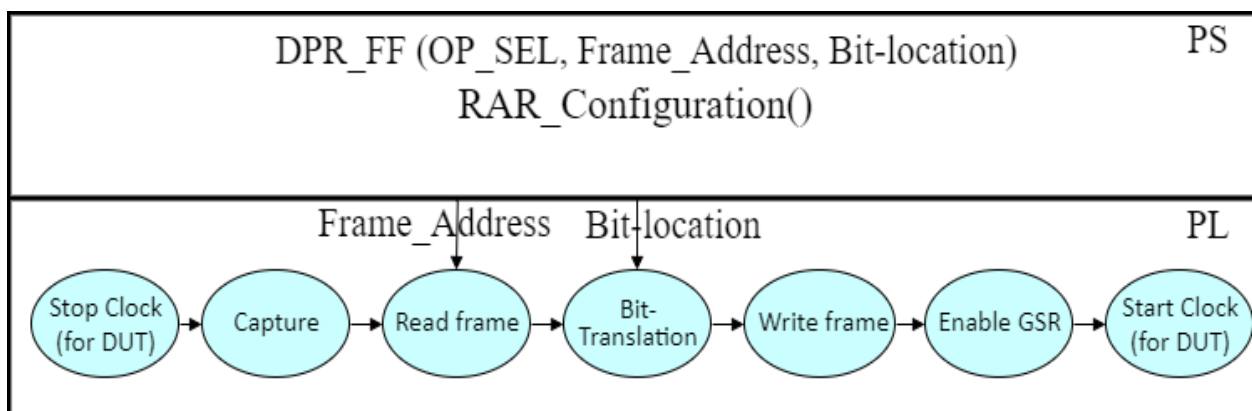 PS
DPR_FF (OP_SEL, Frame_Address, Bit-location)
RAR_Configuration()
Frame_Address
Bit-location
PL
Stop Clock
(for DUT)
Capture
Read frame
Bit-
Translation
Write frame
Enable GSR
Start Clock
(for DUT)